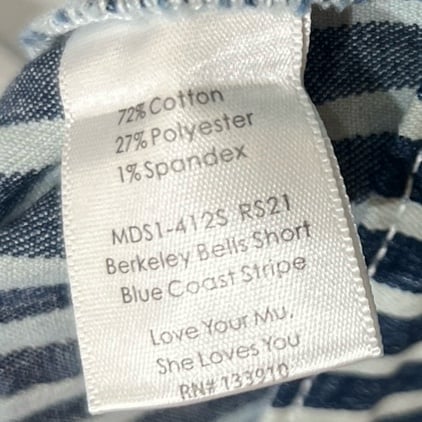 72% Cotton
27% Polyester
1% Spandex
MDS1-412S RS21
Berkeley Bells Short
Blue Coast Stripe
Love Your Mu,
She Loves You
RN# 133910